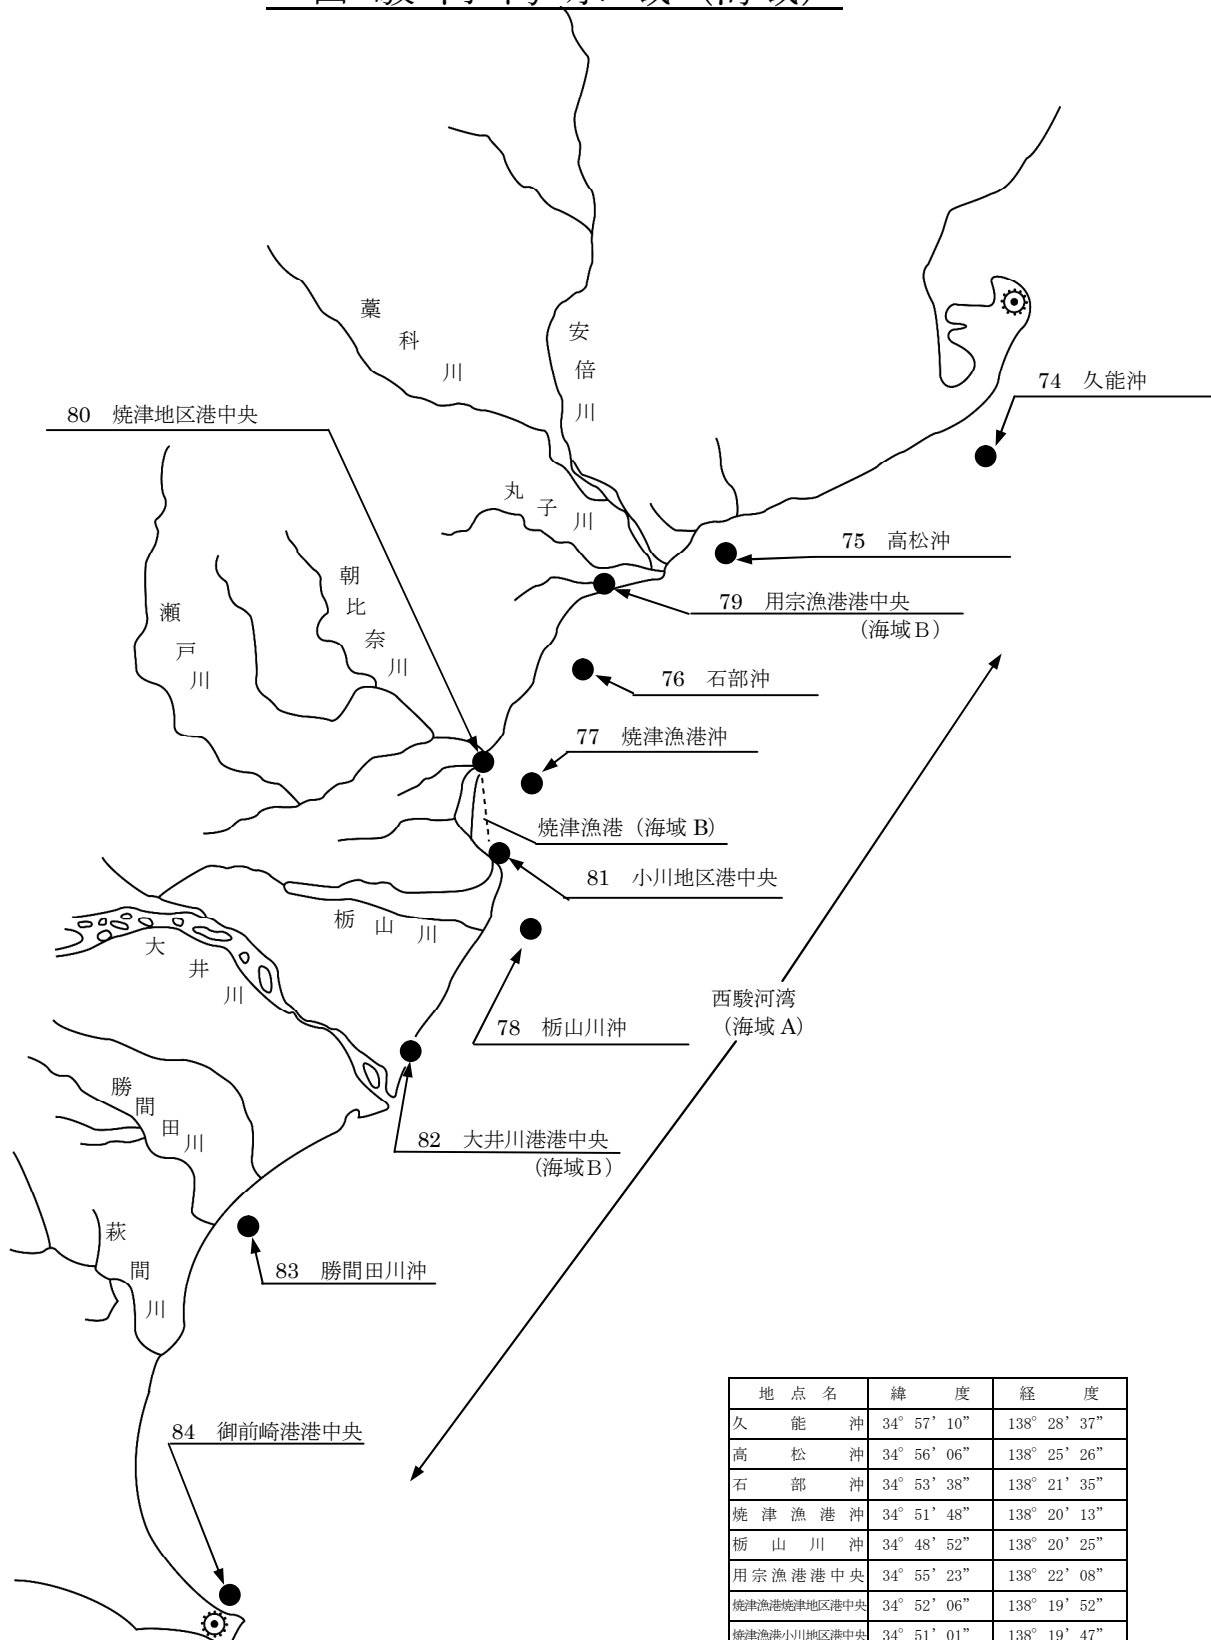 藁科川
安倍川
74 久能沖
80 焼津地区港中央
丸子川
75 高松沖
朝比奈川
79 用宗漁港港中央
(海域B)
瀬戸川
76 石部沖
77 焼津漁港沖
焼津漁港(海域 B)
81 小川地区港中央
栃山川
大井川
西駿河湾
(海域 A)
78 栃山川沖
勝間田川
82 大井川港港中央
(海域B)
萩間川
83 勝間田川沖
84 御前崎港港中央
地点名 緯度 経度
久能沖 34° 57’ 10” 138° 28’ 37”
高松沖 34° 56’ 06” 138° 25’ 26”
石部沖 34° 53’ 38” 138° 21’ 35”
焼津漁港沖 34° 51’ 48” 138° 20’ 13”
栃山川沖 34° 48’ 52” 138° 20’ 25”
用宗漁港港中央 34° 55’ 23” 138° 22’ 08”
焼津漁港焼津地区港中央 34° 52’ 06” 138° 19’ 52”
焼津漁港小川地区港中央 34° 51’ 01” 138° 19’ 47”